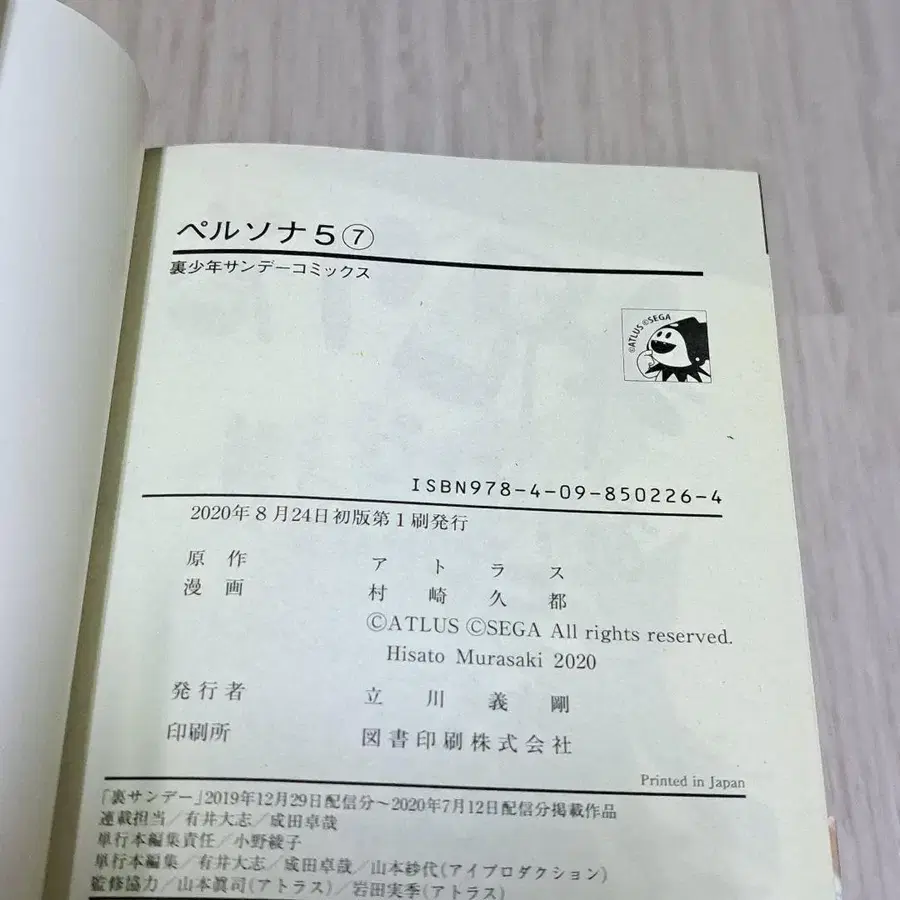 ペルソナ5⑦
裏少年サンデーコミックス
©ATLUS ©SEGA
ISBN978-4-09-850226-4
2020年8月24日初版第1刷発行
原作 アトラス
漫画 村崎久都
©ATLUS ©SEGA All rights reserved.
Hisato Murasaki 2020
発行者 立川義剛
印刷所 図書印刷株式会社
Printed in Japan
「裏サンデー」2019年12月29日配信分～2020年7月12日配信分掲載作品
連載担当/有井大志/成田卓哉
単行本編集責任/小野綾子
単行本編集/有井大志/成田卓哉/山本紗代(アイプロダクション)
監修協力/山本眞司(アトラス)/岩田実季(アトラス)